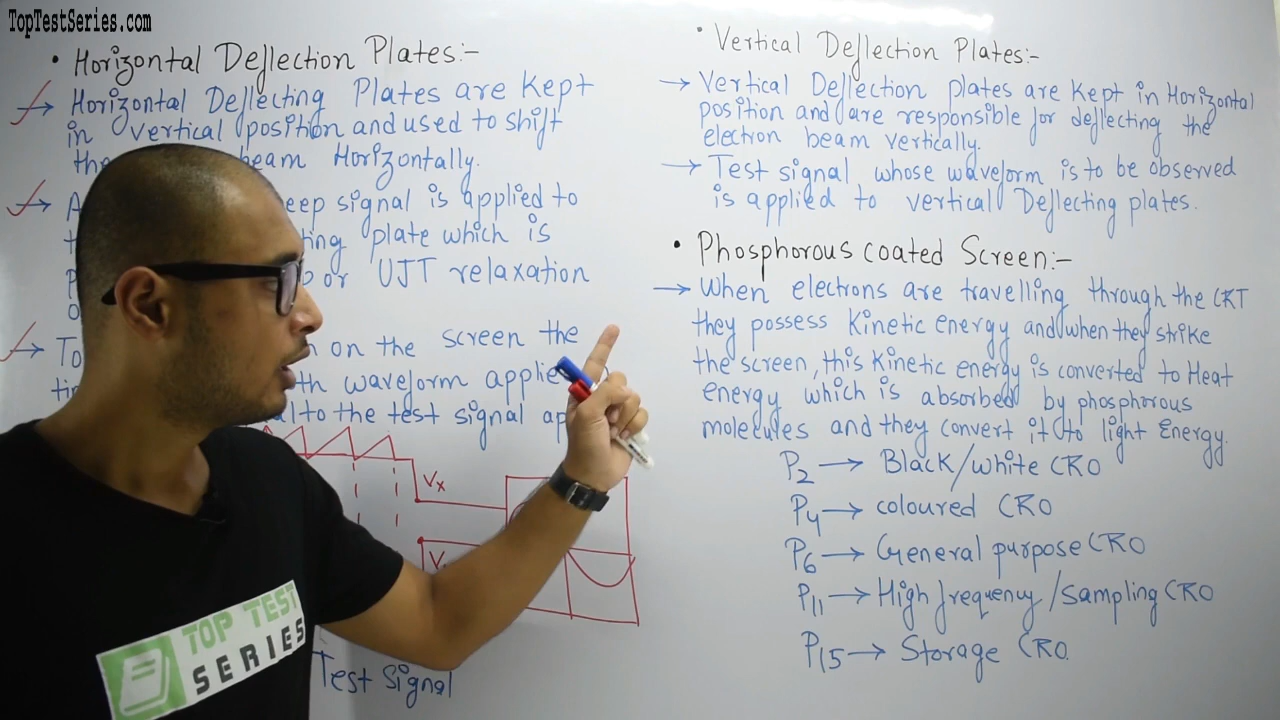 TopTestSeries.com
• Horizontal Deflection Plates:-
→ Horizontal Deflecting Plates are Kept
in vertical position and used to shift
the beam Horizontally.
→ A signal is applied to
plate which is
or UJT relaxation
→ To on the screen the
waveform
to the test signal
Vx
Test Signal
• Vertical Deflection Plates:-
→ Vertical Deflection plates are Kept in Horizontal
position and are responsible for deflecting the
electron beam vertically.
→ Test signal whose waveform is to be observed
is applied to vertical Deflecting plates.
• Phosphorous coated Screen:-
→ When electrons are travelling through the CRT
they possess Kinetic energy and when they strike
the screen, this Kinetic energy is converted to Heat
energy which is absorbed by phosphorous
molecules and they convert it to light Energy.
P2 → Black/white CRO
P4 → coloured CRO
P6 → General purpose CRO
P11 → High frequency/Sampling CRO
P15 → Storage CRO.
TOP TEST
SERIES